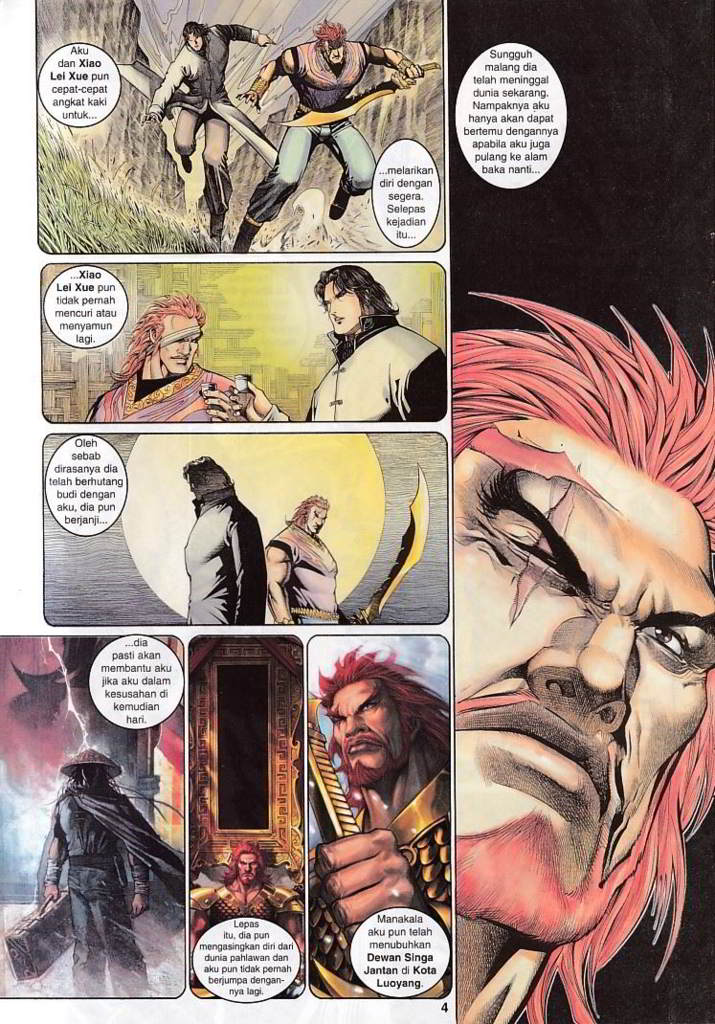 Aku
dan Xiao
Lei Xue pun
cepat-cepat
angkat kaki
untuk...
...melarikan
diri dengan
segera.
Selepas
kejadian
itu...
...Xiao
Lei Xue pun
tidak pernah
mencuri atau
menyamun
lagi.
Oleh
sebab
dirasanya dia
telah berhutang
budi dengan
aku, dia pun
berjanji...
...dia
pasti akan
membantu aku
jika aku dalam
kesusahan di
kemudian
hari.
Lepas
itu, dia pun
mengasingkan diri dari
dunia pahlawan dan
aku pun tidak pernah
berjumpa dengan-
nya lagi.
Manakala
aku pun telah
menubuhkan
Dewan Singa
Jantan di Kota
Luoyang.
Sungguh
malang dia
telah meninggal
dunia sekarang.
Nampaknya aku
hanya akan dapat
bertemu dengannya
apabila aku juga
pulang ke alam
baka nanti...
4